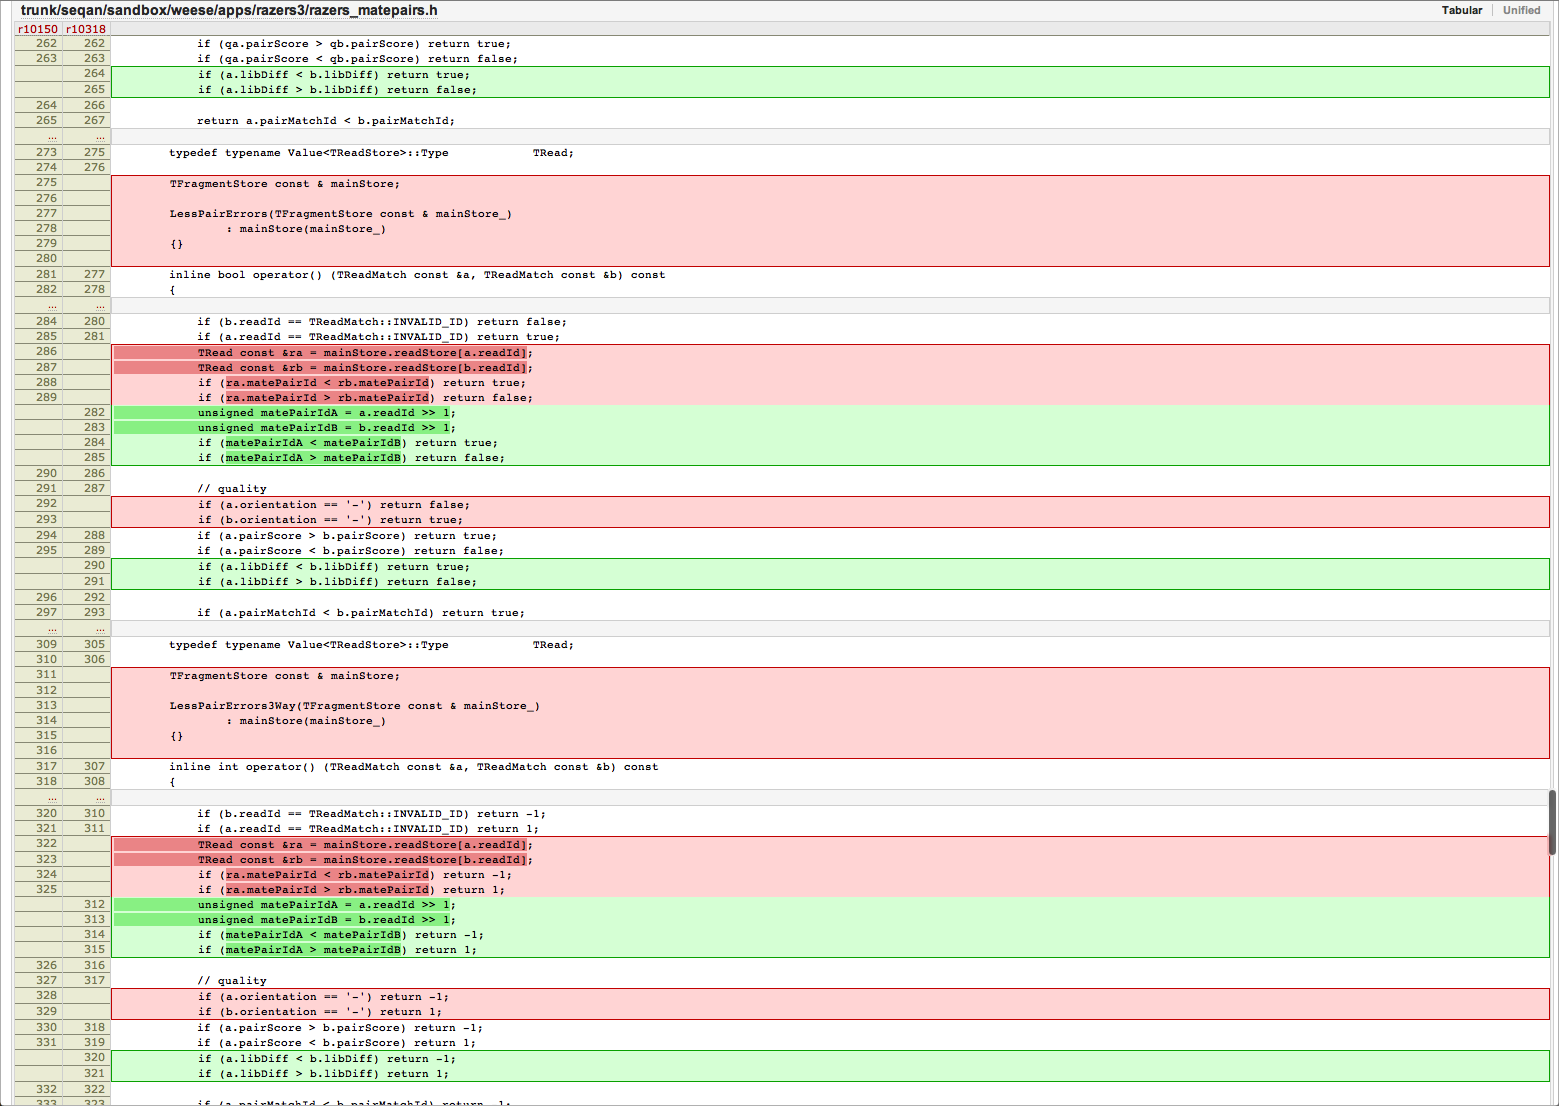 trunk/seqan/sandbox/weese/apps/razers3/razers_matepairs.h
Tabular Unified
r10150 r10318
262 262 if (qa.pairScore > qb.pairScore) return true;
263 263 if (qa.pairScore < qb.pairScore) return false;
264 if (a.libDiff < b.libDiff) return true;
265 if (a.libDiff > b.libDiff) return false;
264 266
265 267 return a.pairMatchId < b.pairMatchId;
... ...
273 275 typedef typename Value<TReadStore>::Type TRead;
274 276
275 TFragmentStore const & mainStore;
276
277 LessPairErrors(TFragmentStore const & mainStore_)
278 : mainStore(mainStore_)
279 {}
280
281 277 inline bool operator() (TReadMatch const &a, TReadMatch const &b) const
282 278 {
... ...
284 280 if (b.readId == TReadMatch::INVALID_ID) return false;
285 281 if (a.readId == TReadMatch::INVALID_ID) return true;
286 TRead const &ra = mainStore.readStore[a.readId];
287 TRead const &rb = mainStore.readStore[b.readId];
288 if (ra.matePairId < rb.matePairId) return true;
289 if (ra.matePairId > rb.matePairId) return false;
282 unsigned matePairIdA = a.readId >> 1;
283 unsigned matePairIdB = b.readId >> 1;
284 if (matePairIdA < matePairIdB) return true;
285 if (matePairIdA > matePairIdB) return false;
290 286
291 287 // quality
292 if (a.orientation == '-') return false;
293 if (b.orientation == '-') return true;
294 288 if (a.pairScore > b.pairScore) return true;
295 289 if (a.pairScore < b.pairScore) return false;
290 if (a.libDiff < b.libDiff) return true;
291 if (a.libDiff > b.libDiff) return false;
296 292
297 293 if (a.pairMatchId < b.pairMatchId) return true;
... ...
309 305 typedef typename Value<TReadStore>::Type TRead;
310 306
311 TFragmentStore const & mainStore;
312
313 LessPairErrors3Way(TFragmentStore const & mainStore_)
314 : mainStore(mainStore_)
315 {}
316
317 307 inline int operator() (TReadMatch const &a, TReadMatch const &b) const
318 308 {
... ...
320 310 if (b.readId == TReadMatch::INVALID_ID) return -1;
321 311 if (a.readId == TReadMatch::INVALID_ID) return 1;
322 TRead const &ra = mainStore.readStore[a.readId];
323 TRead const &rb = mainStore.readStore[b.readId];
324 if (ra.matePairId < rb.matePairId) return -1;
325 if (ra.matePairId > rb.matePairId) return 1;
312 unsigned matePairIdA = a.readId >> 1;
313 unsigned matePairIdB = b.readId >> 1;
314 if (matePairIdA < matePairIdB) return -1;
315 if (matePairIdA > matePairIdB) return 1;
326 316
327 317 // quality
328 if (a.orientation == '-') return -1;
329 if (b.orientation == '-') return 1;
330 318 if (a.pairScore > b.pairScore) return -1;
331 319 if (a.pairScore < b.pairScore) return 1;
320 if (a.libDiff < b.libDiff) return -1;
321 if (a.libDiff > b.libDiff) return 1;
332 322
333 323 if (a.pairMatchId < b.pairMatchId) return -1;